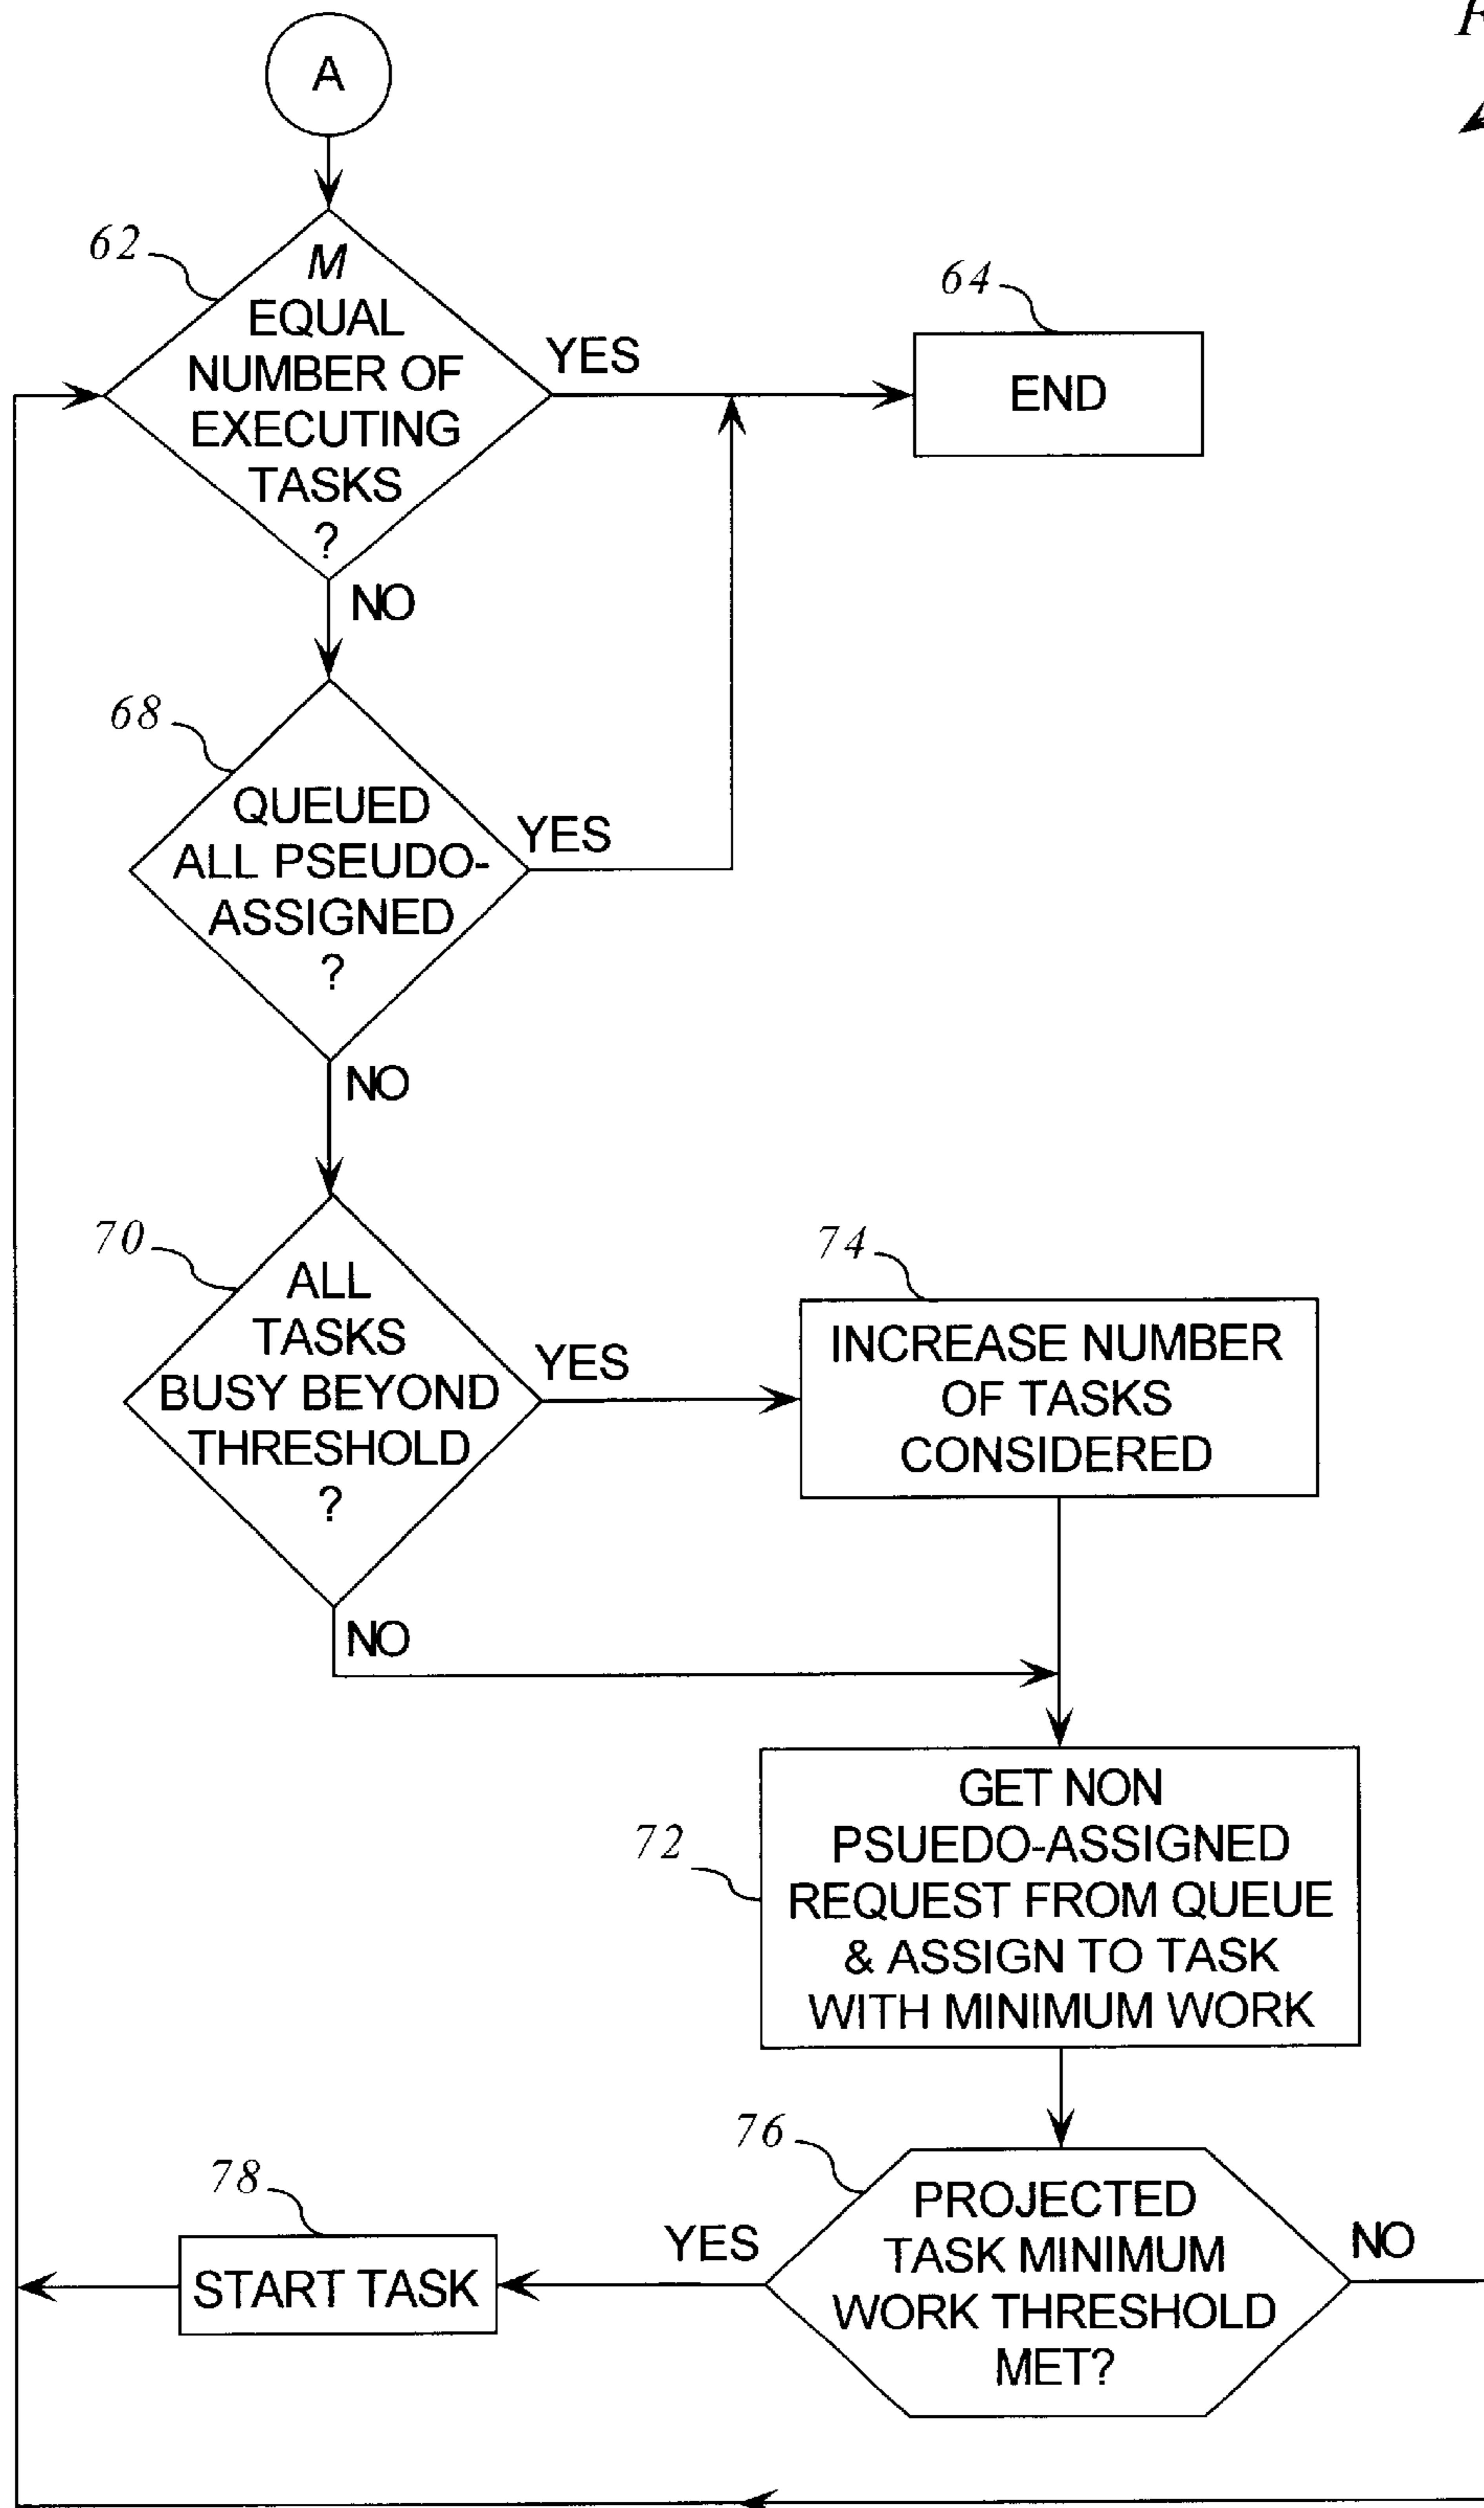 A
62
M
EQUAL
NUMBER OF
EXECUTING
TASKS
?
YES
64
END
NO
68
QUEUED
ALL PSEUDO-
ASSIGNED
?
YES
NO
70
ALL
TASKS
BUSY BEYOND
THRESHOLD
?
YES
74
INCREASE NUMBER
OF TASKS
CONSIDERED
NO
72
GET NON
PSUEDO-ASSIGNED
REQUEST FROM QUEUE
& ASSIGN TO TASK
WITH MINIMUM WORK
76
PROJECTED
TASK MINIMUM
WORK THRESHOLD
MET?
YES
NO
78
START TASK